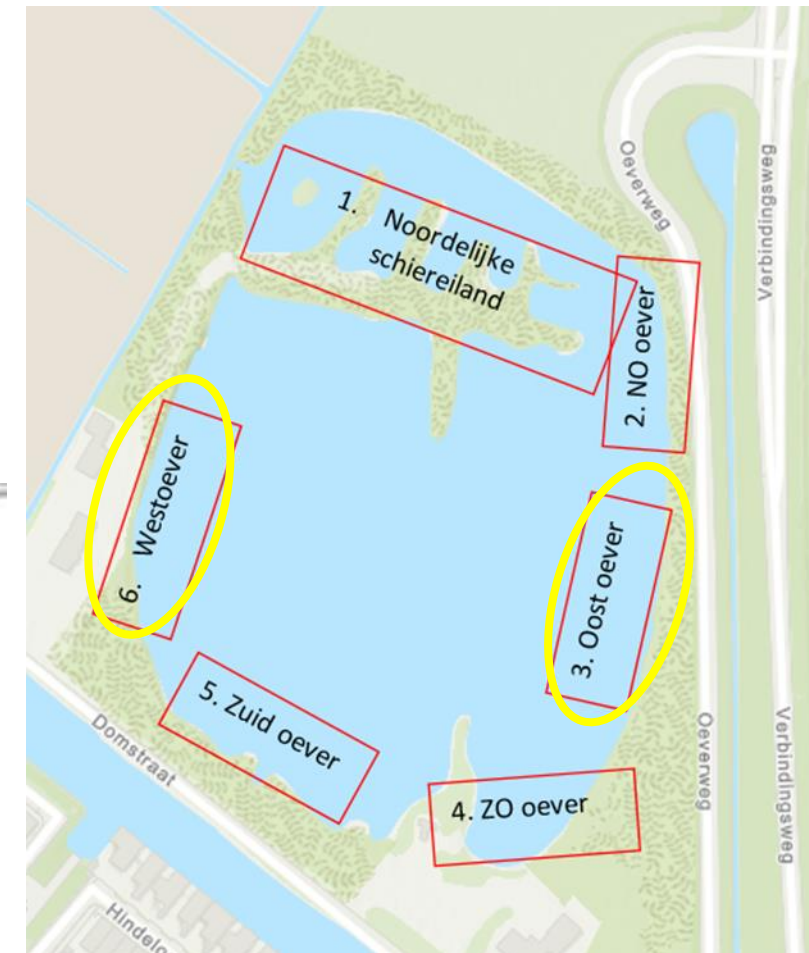 Oeverweg
Verbindingsweg
1. Noordelijke
schiereiland
2. NO oever
6. Westoever
3. Oost oever
5. Zuid oever
4. ZO oever
Domstraat
Oeverweg
Verbindingsweg
Hindelo